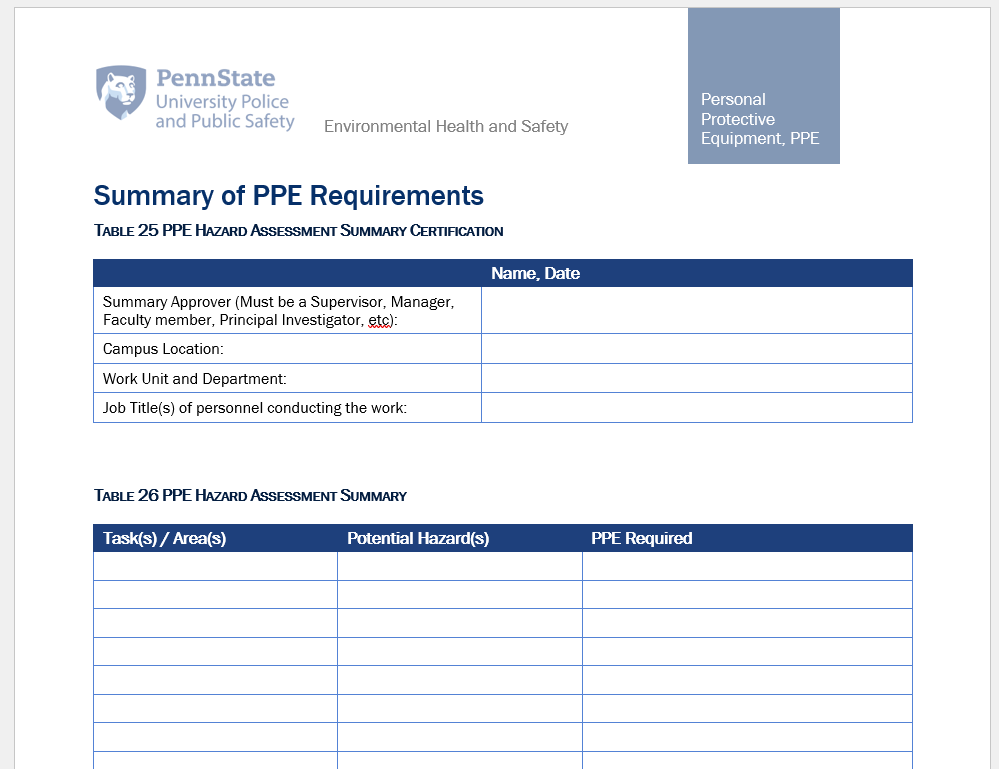 PennState
University Police
and Public Safety
Environmental Health and Safety
Personal
Protective
Equipment, PPE
Summary of PPE Requirements
TABLE 25 PPE HAZARD ASSESSMENT SUMMARY CERTIFICATION
Name, Date
Summary Approver (Must be a Supervisor, Manager,
Faculty member, Principal Investigator, etc):
Campus Location:
Work Unit and Department:
Job Title(s) of personnel conducting the work:
TABLE 26 PPE HAZARD ASSESSMENT SUMMARY
Task(s) / Area(s) Potential Hazard(s) PPE Required